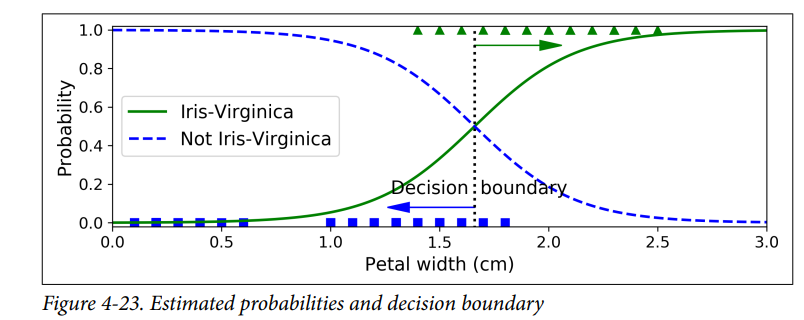 1.0
0.8
0.6
0.4
0.2
0.0
Probability
Iris-Virginica
Not Iris-Virginica
Decision boundary
0.0 0.5 1.0 1.5 2.0 2.5 3.0
Petal width (cm)
Figure 4-23. Estimated probabilities and decision boundary